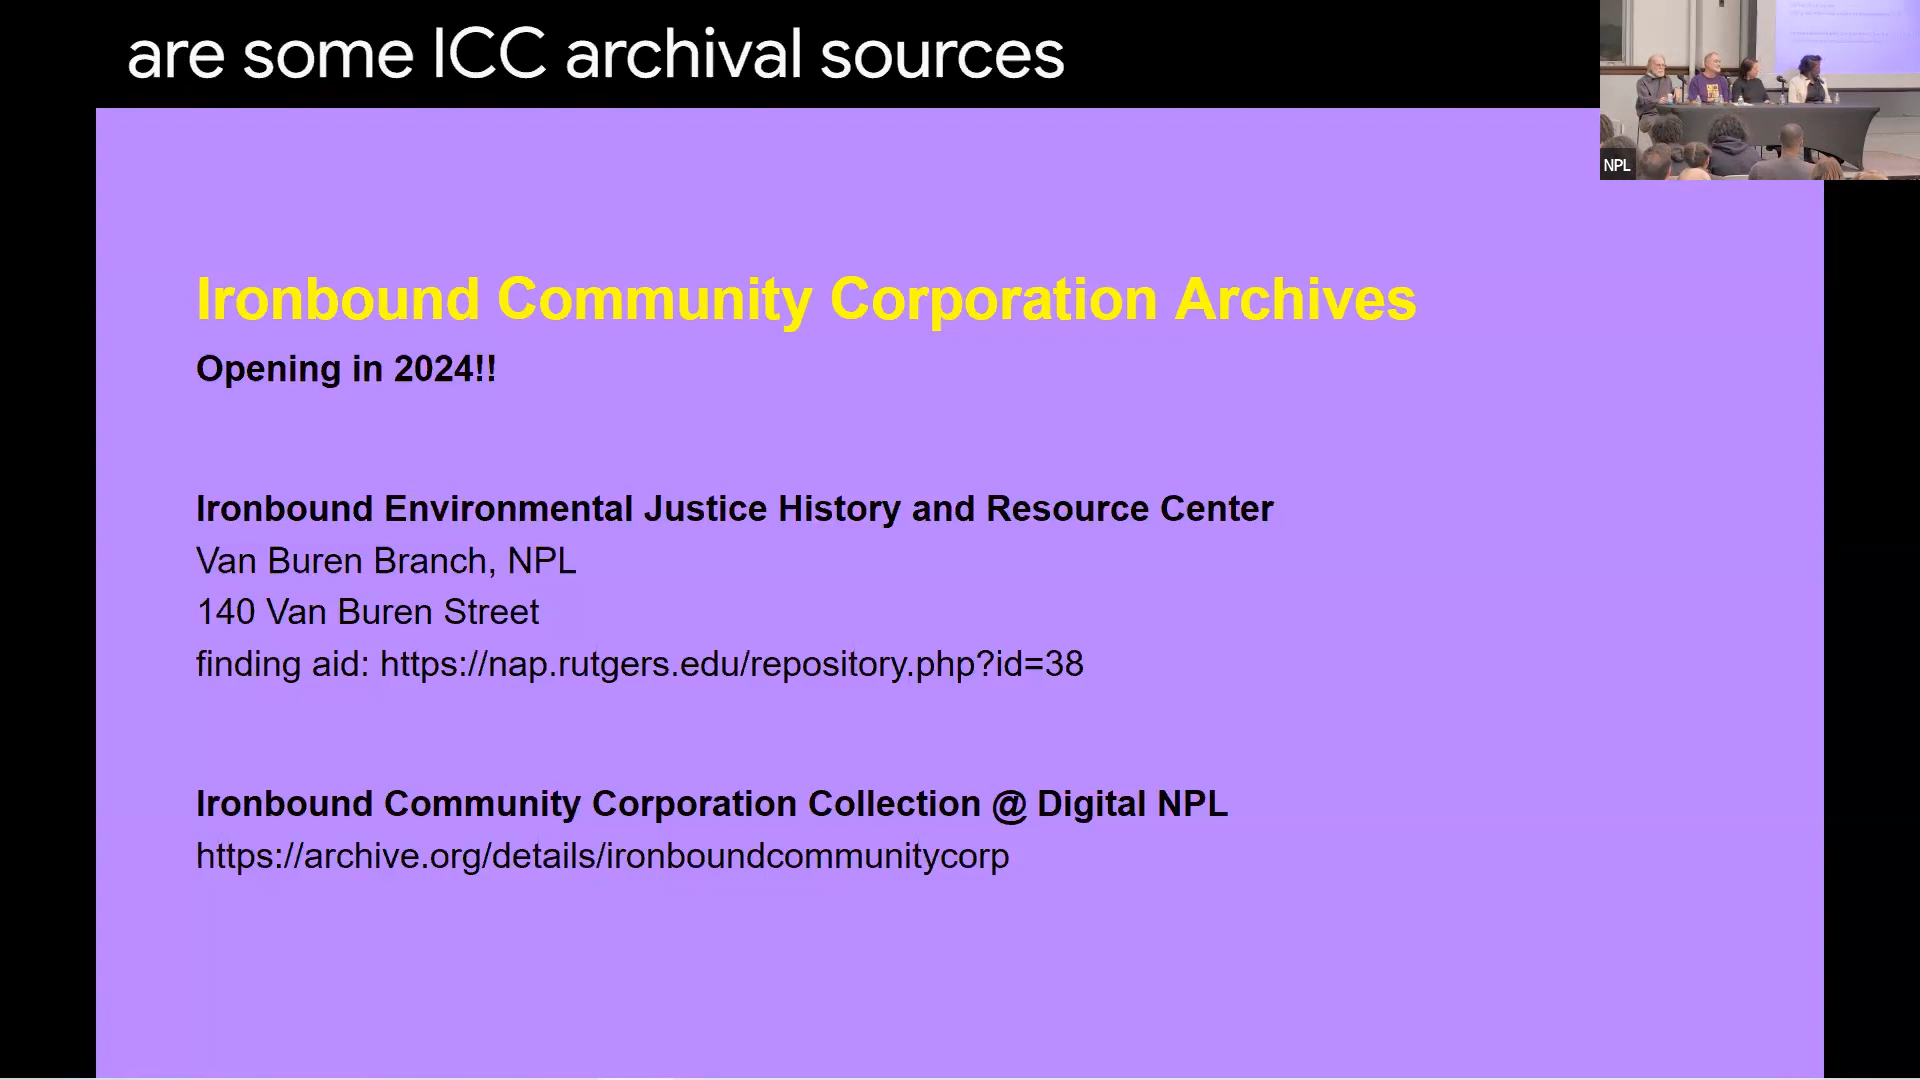 are some ICC archival sources
NPL
Ironbound Community Corporation Archives
Opening in 2024!!
Ironbound Environmental Justice History and Resource Center
Van Buren Branch, NPL
140 Van Buren Street
finding aid: https://nap.rutgers.edu/repository.php?id=38
Ironbound Community Corporation Collection @ Digital NPL
https://archive.org/details/ironboundcommunitycorp